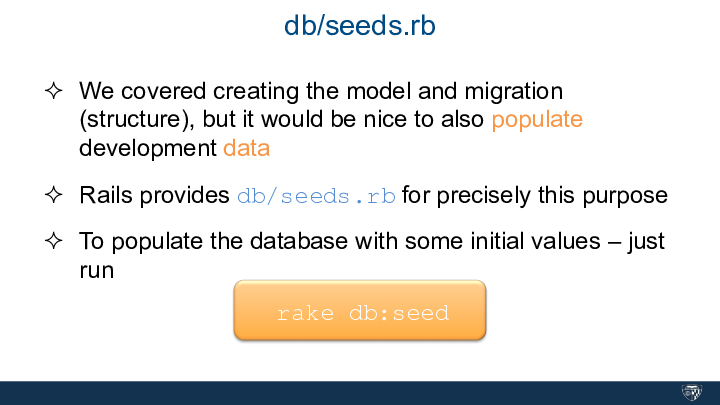 db/seeds.rb
✧ We covered creating the model and migration
(structure), but it would be nice to also populate
development data
✧ Rails provides db/seeds.rb for precisely this purpose
✧ To populate the database with some initial values – just
run
rake db:seed